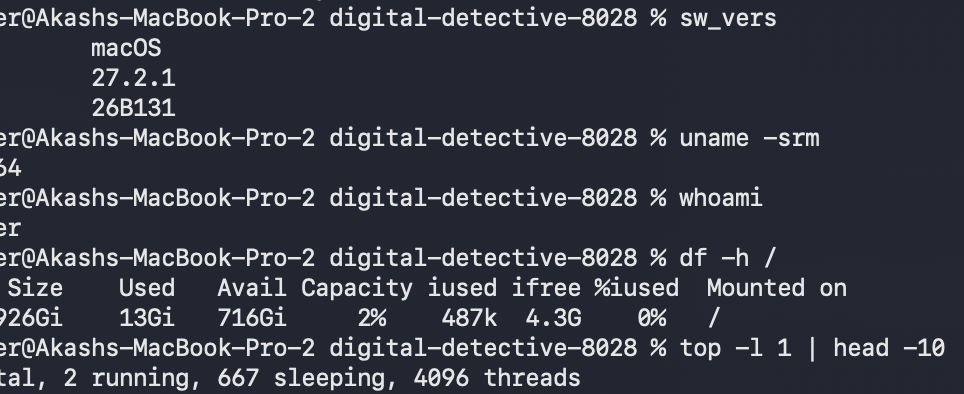 er@Akashs-MacBook-Pro-2 digital-detective-8028 % sw_vers
macOS
27.2.1
26B131
er@Akashs-MacBook-Pro-2 digital-detective-8028 % uname -srm
64
er@Akashs-MacBook-Pro-2 digital-detective-8028 % whoami
er
er@Akashs-MacBook-Pro-2 digital-detective-8028 % df -h /
Size Used Avail Capacity iused ifree %iused Mounted on
926Gi 13Gi 716Gi 2% 487k 4.3G 0% /
er@Akashs-MacBook-Pro-2 digital-detective-8028 % top -l 1 | head -10
tal, 2 running, 667 sleeping, 4096 threads